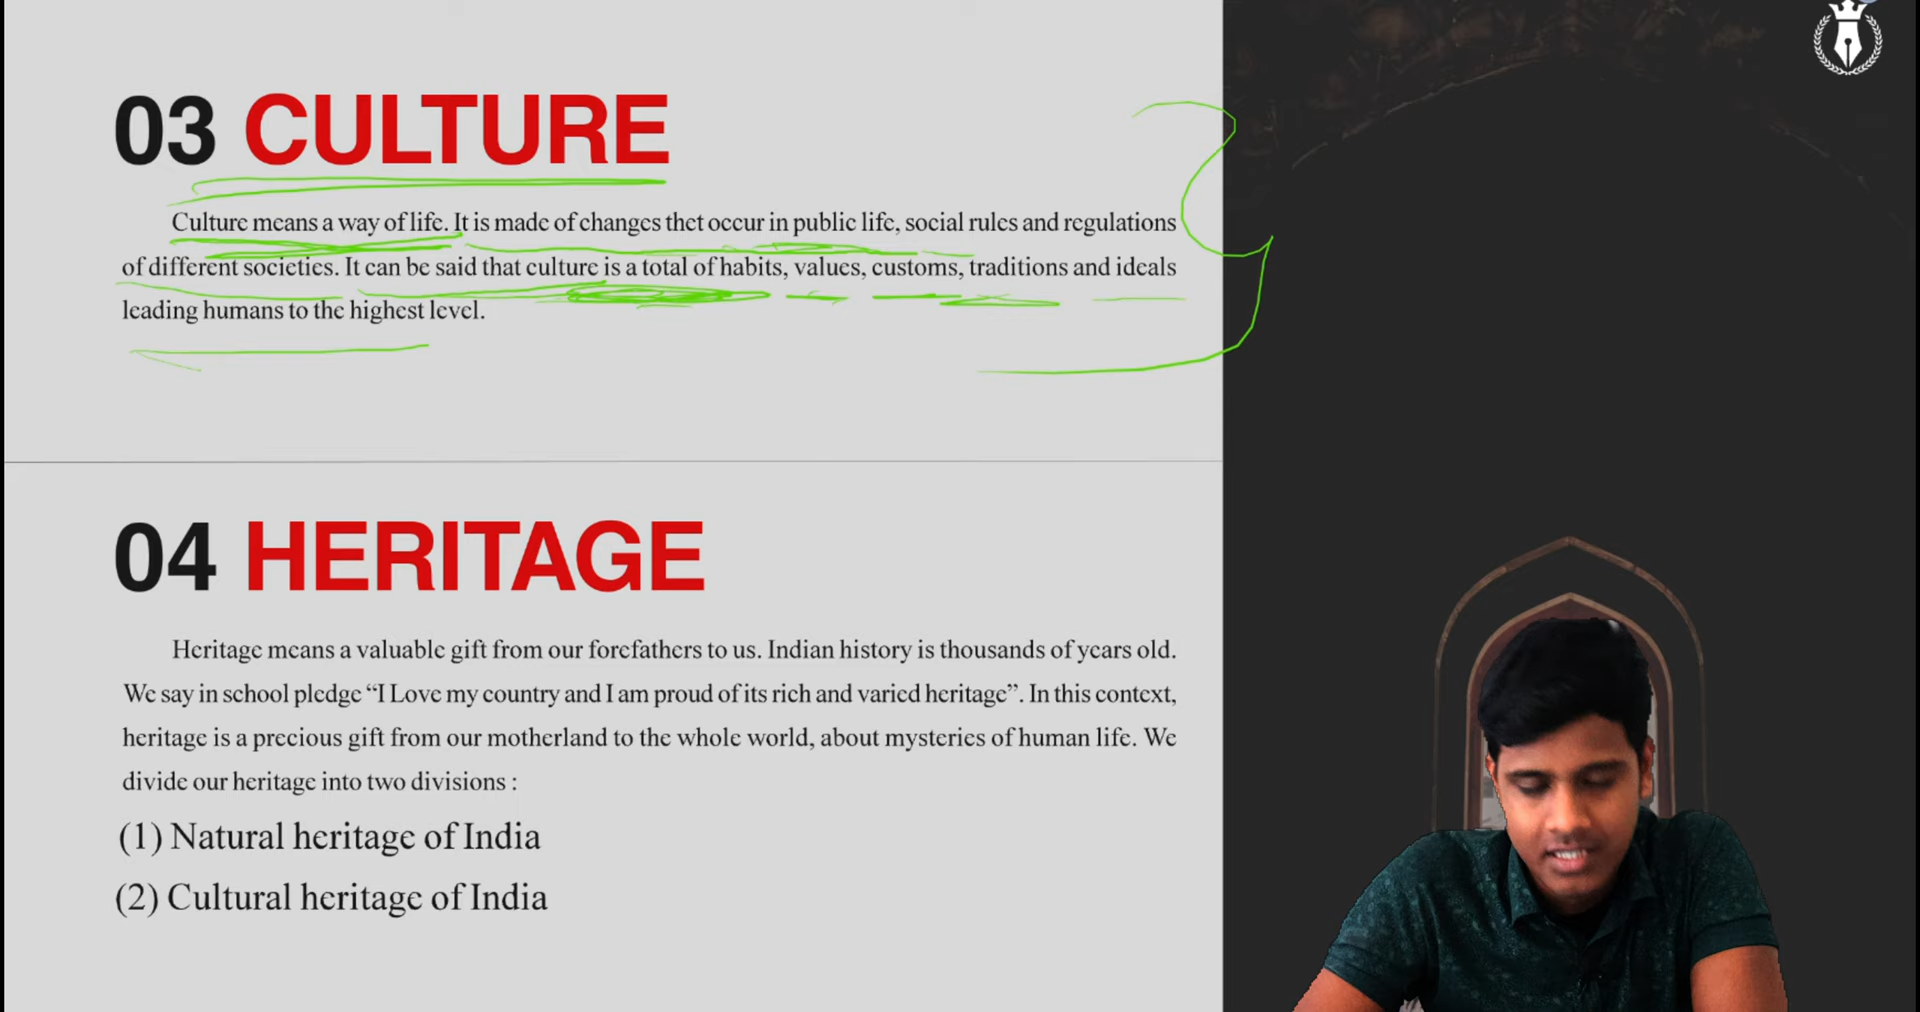 03 CULTURE
Culture means a way of life. It is made of changes thet occur in public life, social rules and regulations
of different societies. It can be said that culture is a total of habits, values, customs, traditions and ideals
leading humans to the highest level.
04 HERITAGE
Heritage means a valuable gift from our forefathers to us. Indian history is thousands of years old.
We say in school pledge “I Love my country and I am proud of its rich and varied heritage”. In this context,
heritage is a precious gift from our motherland to the whole world, about mysteries of human life. We
divide our heritage into two divisions :
(1) Natural heritage of India
(2) Cultural heritage of India